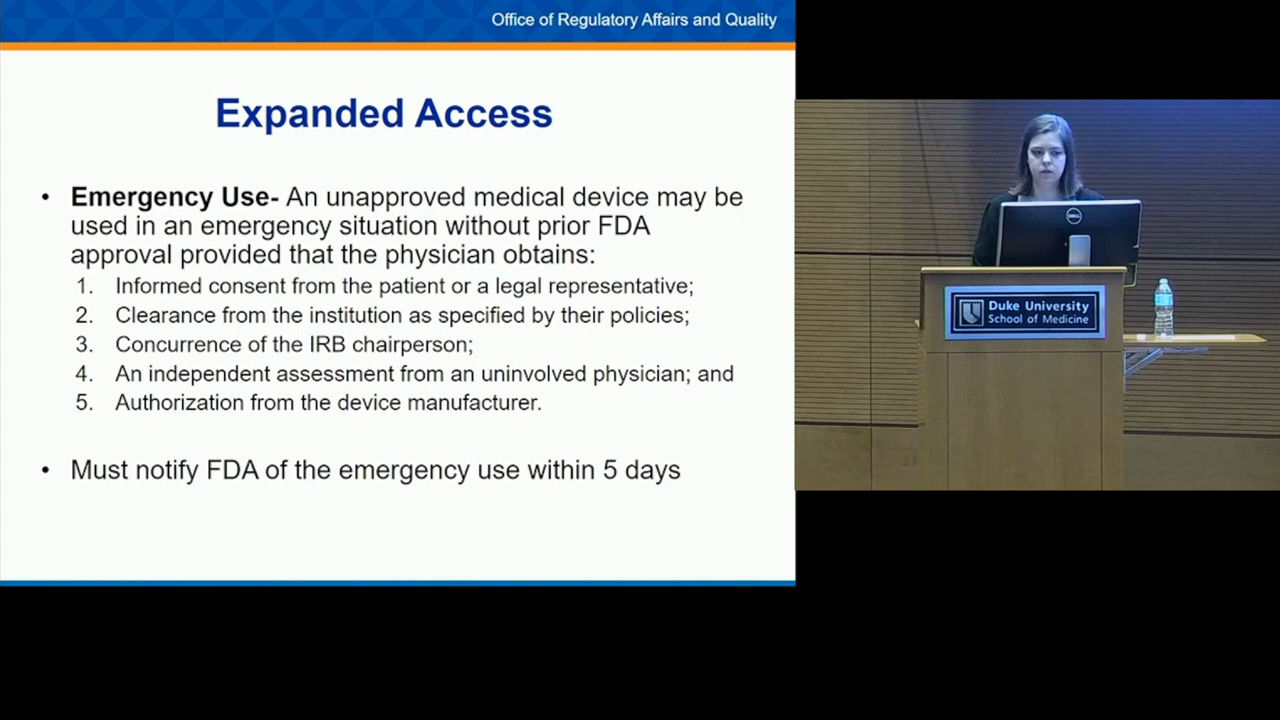 Office of Regulatory Affairs and Quality
Expanded Access
• Emergency Use- An unapproved medical device may be
used in an emergency situation without prior FDA
approval provided that the physician obtains:
1. Informed consent from the patient or a legal representative;
2. Clearance from the institution as specified by their policies;
3. Concurrence of the IRB chairperson;
4. An independent assessment from an uninvolved physician; and
5. Authorization from the device manufacturer.
• Must notify FDA of the emergency use within 5 days
DELL
Duke University
School of Medicine